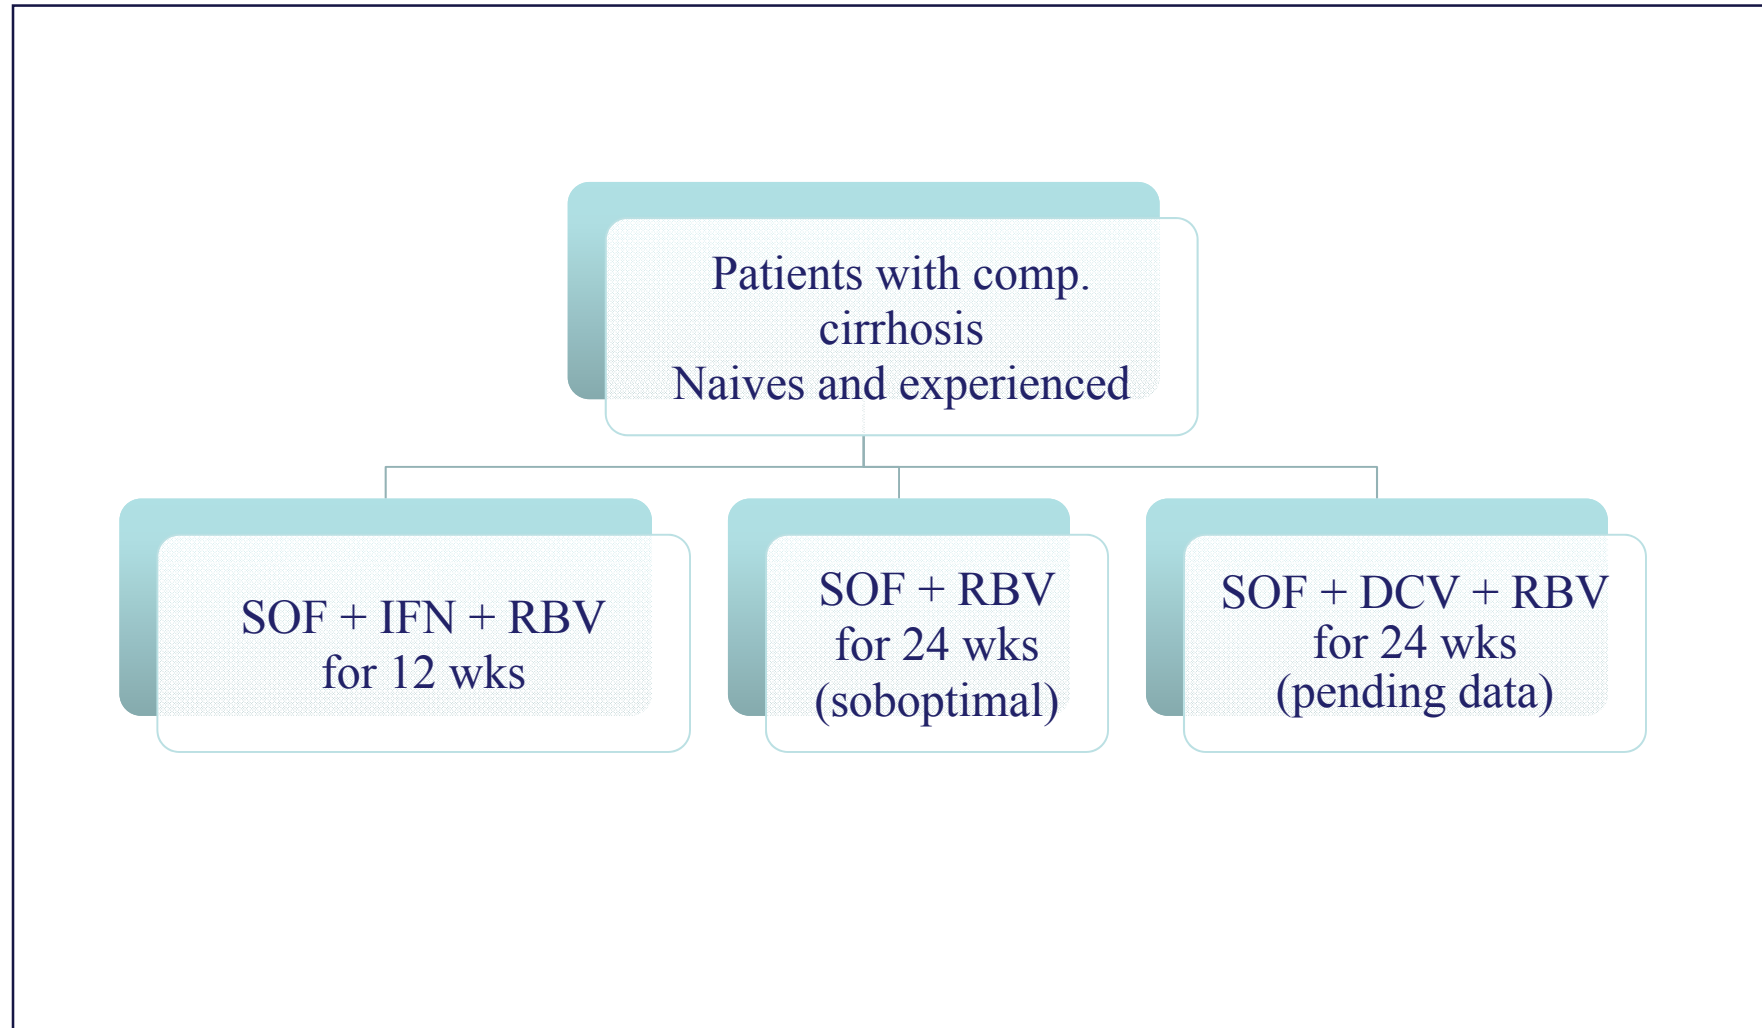 Patients with comp.
cirrhosis
Naives and experienced
SOF + IFN + RBV
for 12 wks
SOF + RBV
for 24 wks
(soboptimal)
SOF + DCV + RBV
for 24 wks
(pending data)